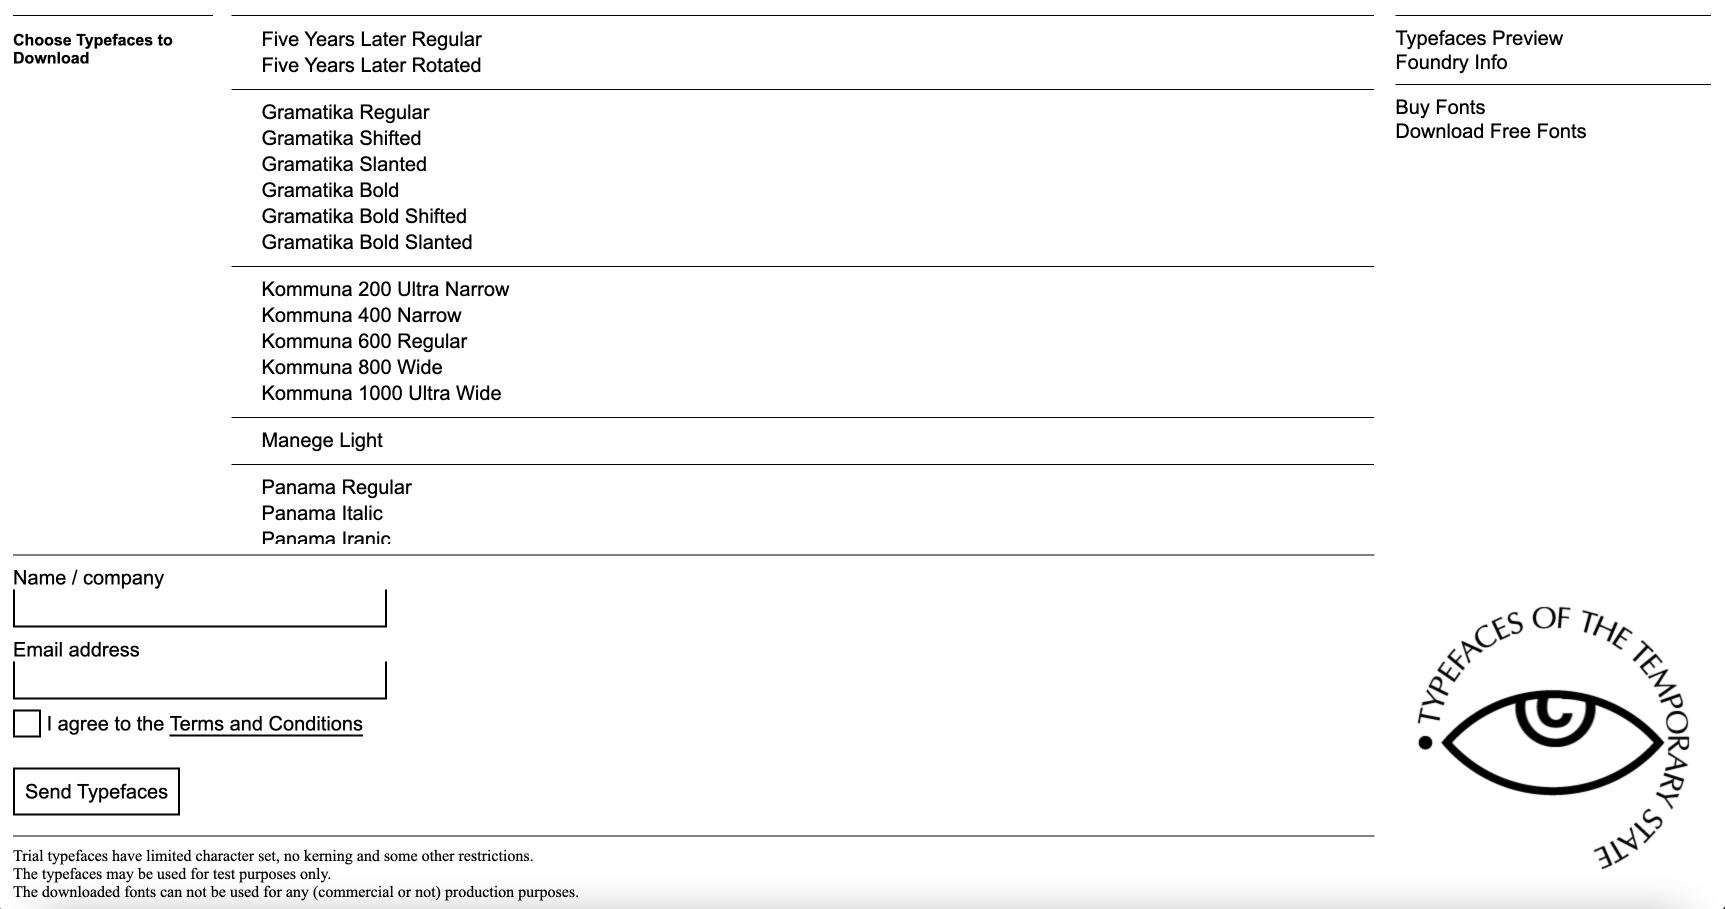 Choose Typefaces to
Download
Five Years Later Regular
Five Years Later Rotated
Gramatika Regular
Gramatika Shifted
Gramatika Slanted
Gramatika Bold
Gramatika Bold Shifted
Gramatika Bold Slanted
Kommuna 200 Ultra Narrow
Kommuna 400 Narrow
Kommuna 600 Regular
Kommuna 800 Wide
Kommuna 1000 Ultra Wide
Manege Light
Panama Regular
Panama Italic
Panama Iranic
Name / company
Email address
I agree to the Terms and Conditions
Send Typefaces
Trial typefaces have limited character set, no kerning and some other restrictions.
The typefaces may be used for test purposes only.
The downloaded fonts can not be used for any (commercial or not) production purposes.
Typefaces Preview
Foundry Info
Buy Fonts
Download Free Fonts
• TYPEFACES OF THE TEMPORARY STATE